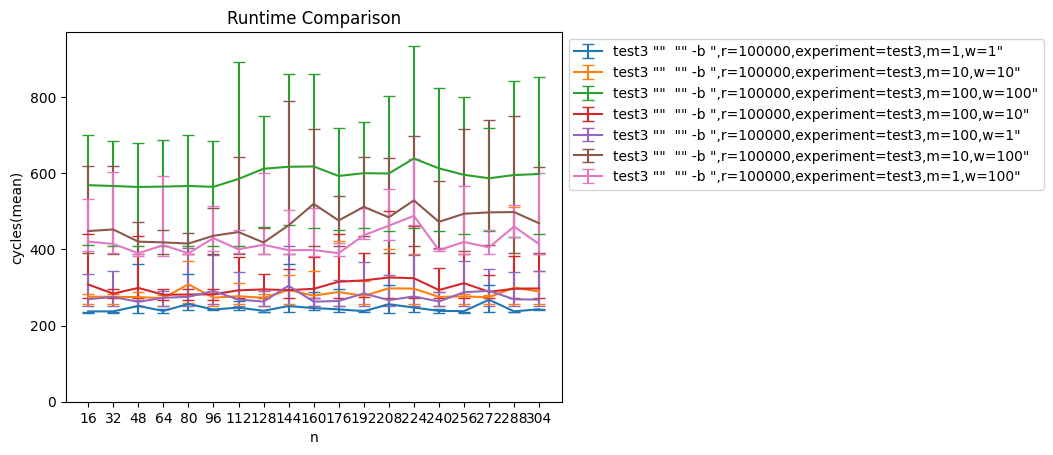 Runtime Comparison
cycles(mean)
800
600
400
200
0
16 32 48 64 80 96 112 128 144 160 176 192 208 224 240 256 272 288 304
n
test3 ""  "" -b ",r=100000,experiment=test3,m=1,w=1"
test3 ""  "" -b ",r=100000,experiment=test3,m=10,w=10"
test3 ""  "" -b ",r=100000,experiment=test3,m=100,w=100"
test3 ""  "" -b ",r=100000,experiment=test3,m=100,w=10"
test3 ""  "" -b ",r=100000,experiment=test3,m=100,w=1"
test3 ""  "" -b ",r=100000,experiment=test3,m=10,w=100"
test3 ""  "" -b ",r=100000,experiment=test3,m=1,w=100"